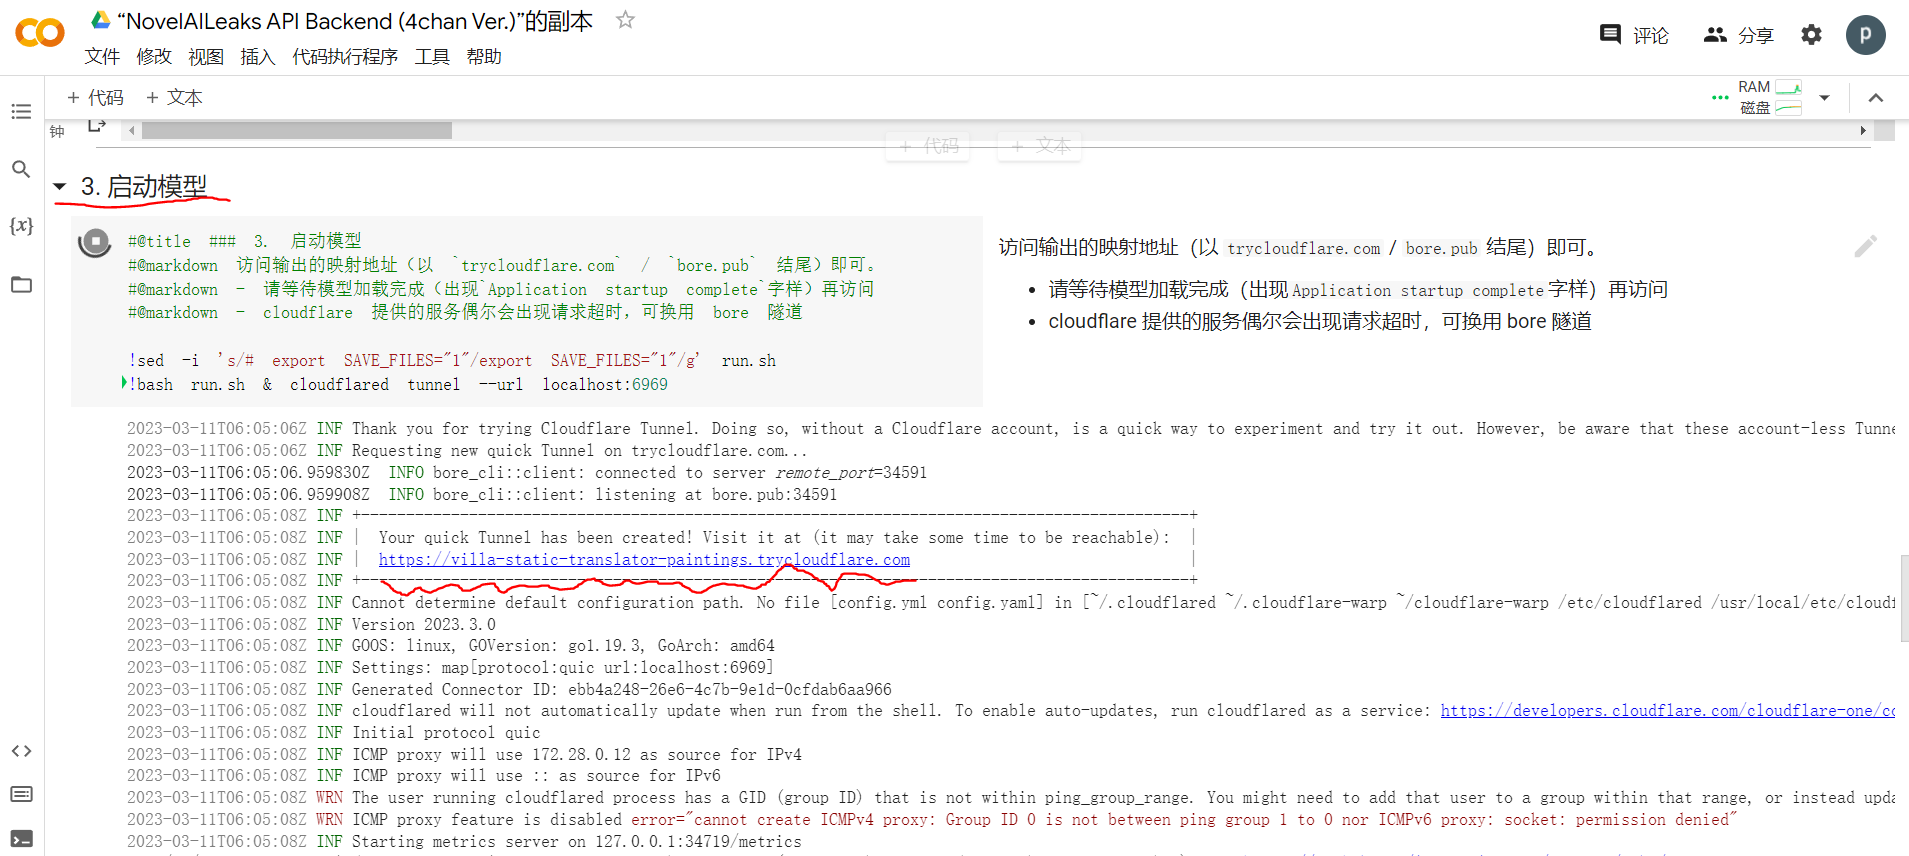 “NovelAILeaks API Backend (4chan Ver.)”的副本
文件 修改 视图 插入 代码执行程序 工具 帮助
评论 分享 p
+ 代码 + 文本
RAM
磁盘
钟
+ 代码 + 文本
3. 启动模型
#@title ### 3. 启动模型
#@markdown 访问输出的映射地址（以 `trycloudflare.com` / `bore.pub` 结尾）即可。
#@markdown - 请等待模型加载完成（出现`Application startup complete`字样）再访问
#@markdown - cloudflare 提供的服务偶尔会出现请求超时，可换用 bore 隧道
!sed -i 's/# export SAVE_FILES="1"/export SAVE_FILES="1"/g' run.sh
!bash run.sh & cloudflared tunnel --url localhost:6969
访问输出的映射地址（以 trycloudflare.com / bore.pub 结尾）即可。
• 请等待模型加载完成（出现Application startup complete字样）再访问
• cloudflare 提供的服务偶尔会出现请求超时，可换用 bore 隧道
2023-03-11T06:05:06Z INF Thank you for trying Cloudflare Tunnel. Doing so, without a Cloudflare account, is a quick way to experiment and try it out. However, be aware that these account-less Tunne
2023-03-11T06:05:06Z INF Requesting new quick Tunnel on trycloudflare.com...
2023-03-11T06:05:06.959830Z INFO bore_cli::client: connected to server remote_port=34591
2023-03-11T06:05:06.959908Z INFO bore_cli::client: listening at bore.pub:34591
2023-03-11T06:05:08Z INF +--------------------------------------------------------------------------------------------+
2023-03-11T06:05:08Z INF | Your quick Tunnel has been created! Visit it at (it may take some time to be reachable): |
2023-03-11T06:05:08Z INF | https://villa-static-translator-paintings.trycloudflare.com |
2023-03-11T06:05:08Z INF +--------------------------------------------------------------------------------------------+
2023-03-11T06:05:08Z INF Cannot determine default configuration path. No file [config.yml config.yaml] in [~/.cloudflared ~/.cloudflare-warp ~/cloudflare-warp /etc/cloudflared /usr/local/etc/cloudf
2023-03-11T06:05:08Z INF Version 2023.3.0
2023-03-11T06:05:08Z INF GOOS: linux, GOVersion: go1.19.3, GoArch: amd64
2023-03-11T06:05:08Z INF Settings: map[protocol:quic url:localhost:6969]
2023-03-11T06:05:08Z INF Generated Connector ID: ebb4a248-26e6-4c7b-9e1d-0cfdab6aa966
2023-03-11T06:05:08Z INF cloudflared will not automatically update when run from the shell. To enable auto-updates, run cloudflared as a service: https://developers.cloudflare.com/cloudflare-one/co
2023-03-11T06:05:08Z INF Initial protocol quic
2023-03-11T06:05:08Z INF ICMP proxy will use 172.28.0.12 as source for IPv4
2023-03-11T06:05:08Z INF ICMP proxy will use :: as source for IPv6
2023-03-11T06:05:08Z WRN The user running cloudflared process has a GID (group ID) that is not within ping_group_range. You might need to add that user to a group within that range, or instead upda
2023-03-11T06:05:08Z WRN ICMP proxy feature is disabled error="cannot create ICMPv4 proxy: Group ID 0 is not between ping group 1 to 0 nor ICMPv6 proxy: socket: permission denied"
2023-03-11T06:05:08Z INF Starting metrics server on 127.0.0.1:34719/metrics